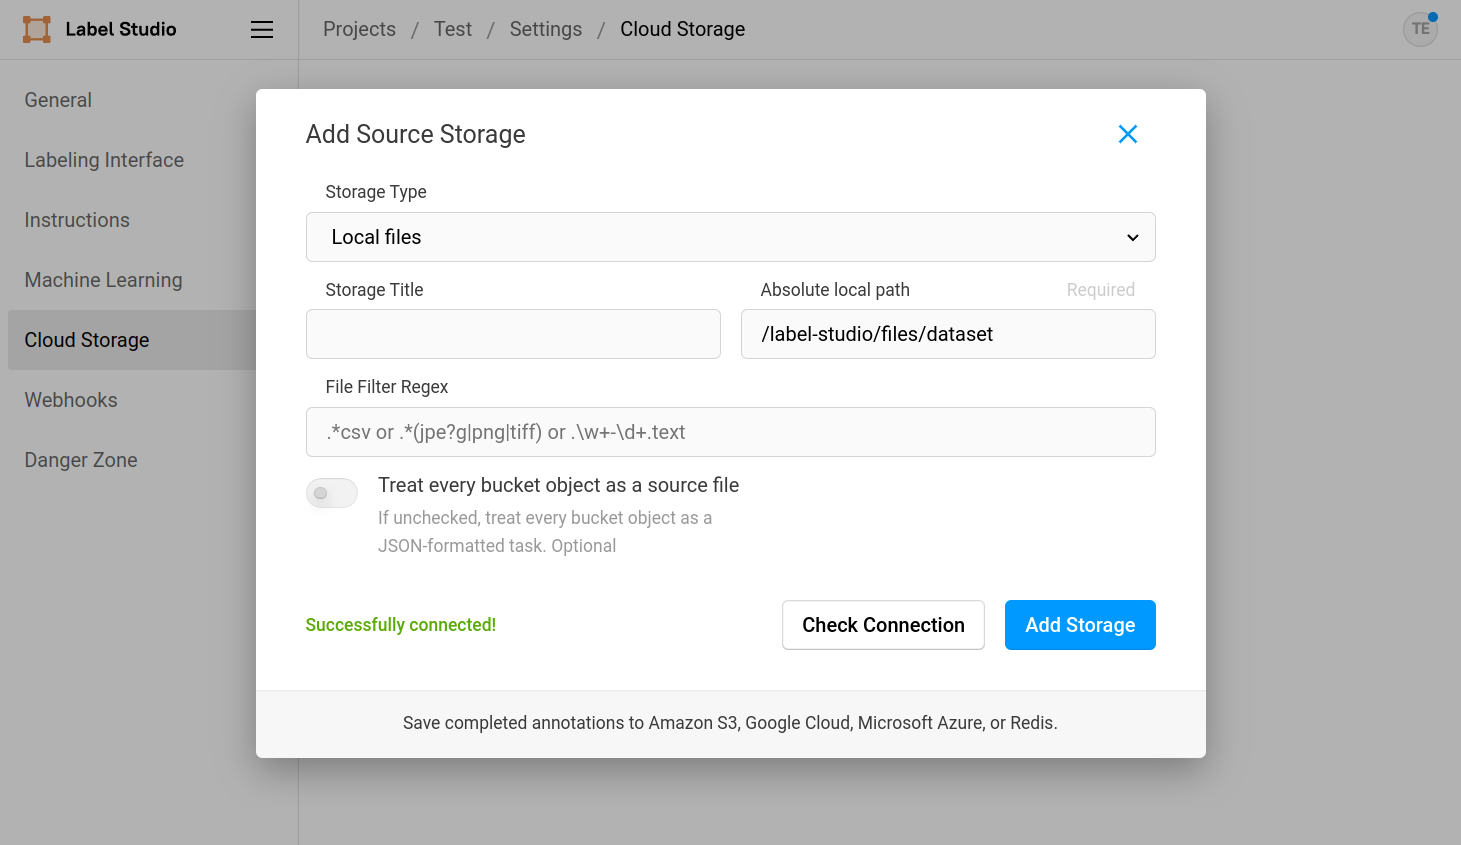 Label Studio
Projects / Test / Settings / Cloud Storage
TE
General
Labeling Interface
Instructions
Machine Learning
Cloud Storage
Webhooks
Danger Zone
Add Source Storage
Storage Type
Local files
Storage Title
Absolute local path Required
/label-studio/files/dataset
File Filter Regex
.*csv or .*(jpe?g|png|tiff) or .\w+-\d+.text
Treat every bucket object as a source file
If unchecked, treat every bucket object as a
JSON-formatted task. Optional
Successfully connected!
Check Connection
Add Storage
Save completed annotations to Amazon S3, Google Cloud, Microsoft Azure, or Redis.